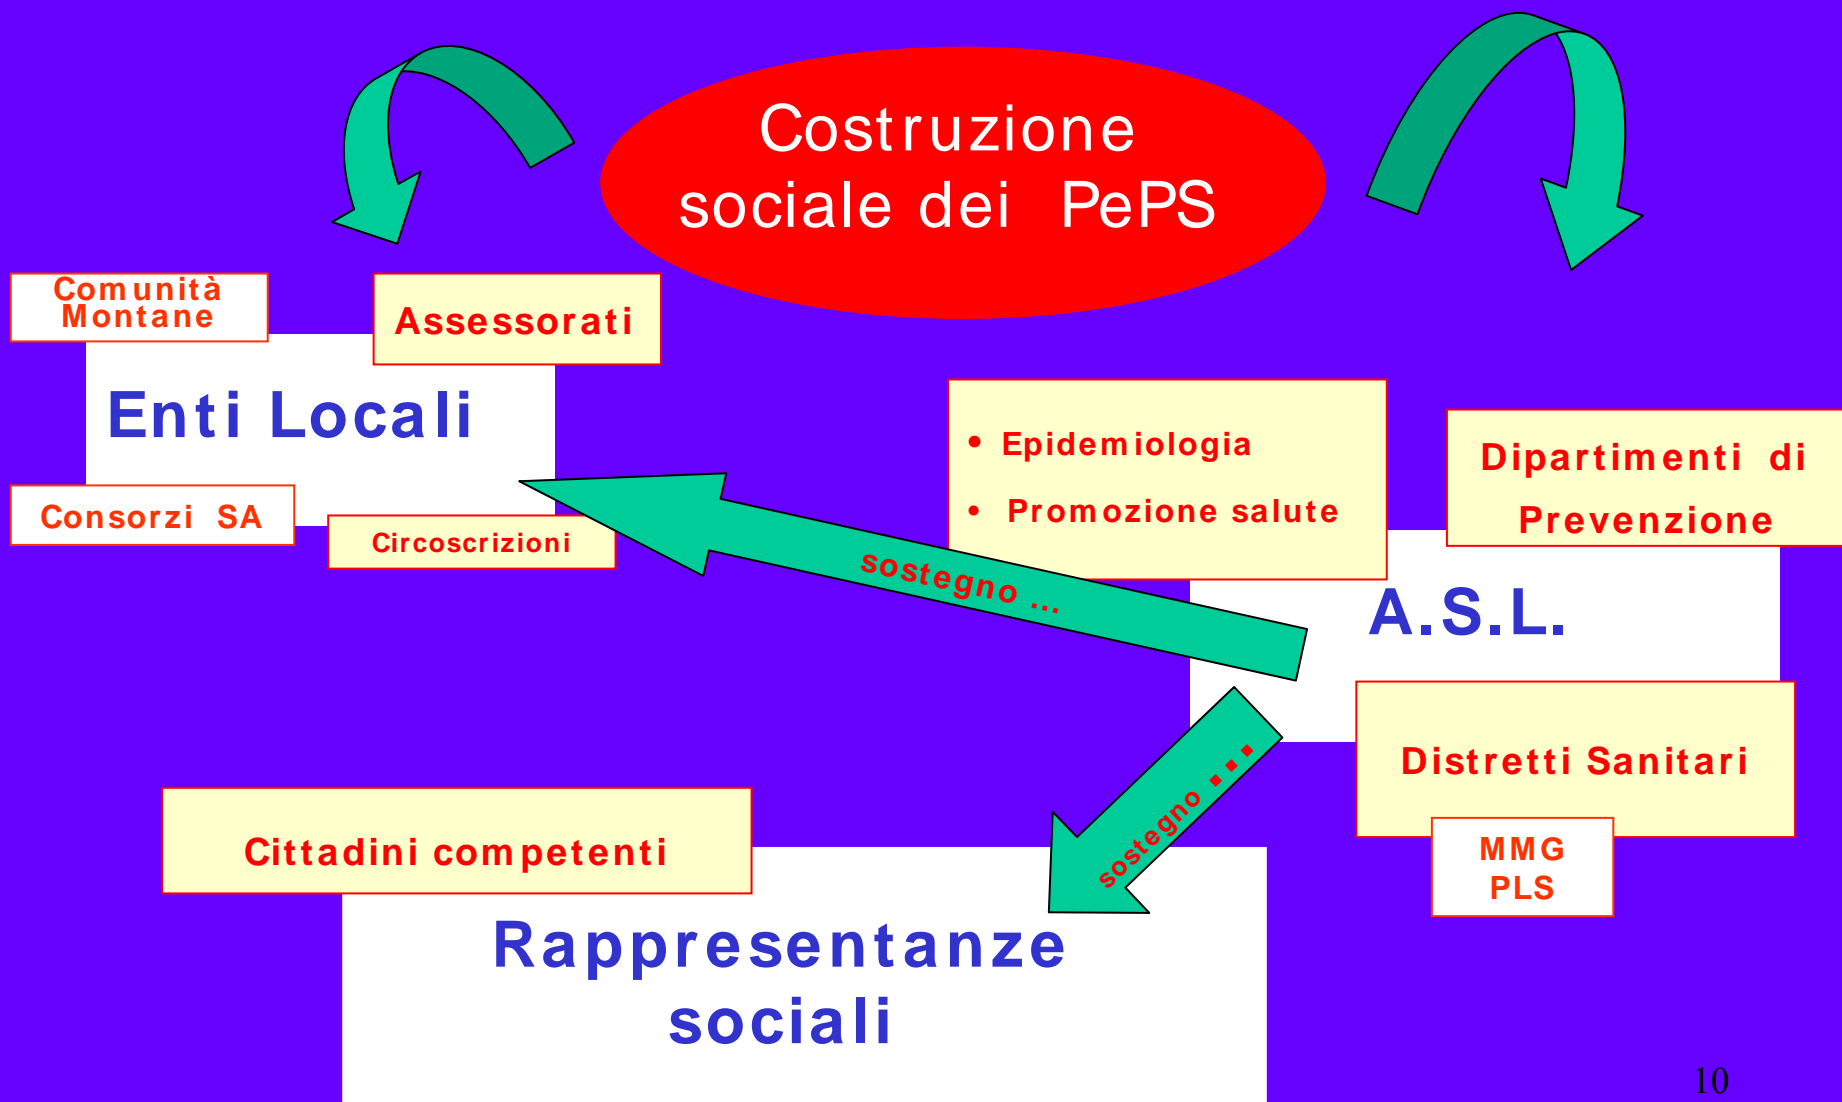 Costruzione
sociale dei PePS
Comunità
Montane
Assessorati
Enti Locali
Consorzi SA
Circoscrizioni
• Epidemiologia
• Promozione salute
Dipartimenti di
Prevenzione
A.S.L.
sostegno ...
sostegno ...
Distretti Sanitari
MMG
PLS
Cittadini competenti
Rappresentanze
sociali
10